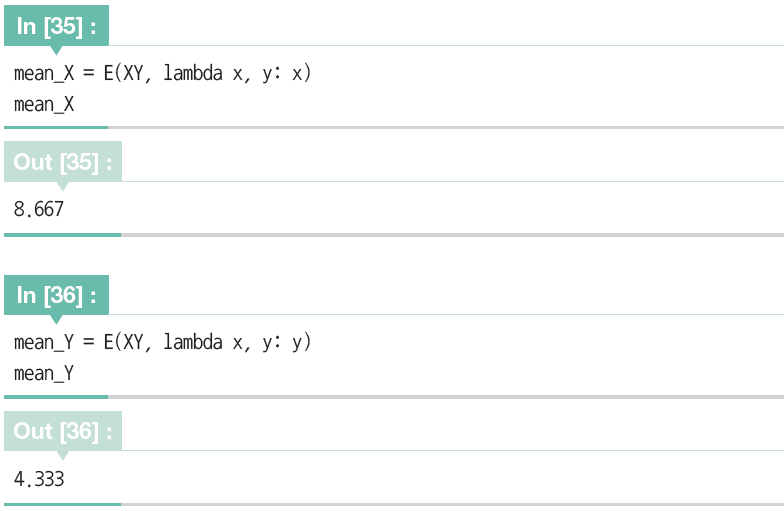 In [35] :
mean_X = E(XY, lambda x, y: x)
mean_X
Out [35] :
8.667
In [36] :
mean_Y = E(XY, lambda x, y: y)
mean_Y
Out [36] :
4.333